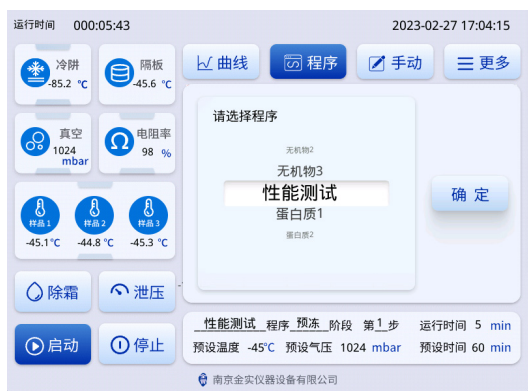 运行时间 000:05:43 2023-02-27 17:04:15
冷阱 -85.2 ℃
隔板 -45.6 ℃
曲线 程序 手动 更多
真空 1024 mbar
电阻率 98 %
请选择程序
无机物2
无机物3
性能测试
蛋白质1
蛋白质2
确 定
样品 1 样品 2 样品 3
-45.1℃ -44.8 ℃ -45.3 ℃
除霜 泄压
启动 停止
性能测试 程序 预冻 阶段 第 1 步 运行时间 5 min
预设温度 -45℃ 预设气压 1024 mbar 预设时间 60 min
南京金实仪器设备有限公司